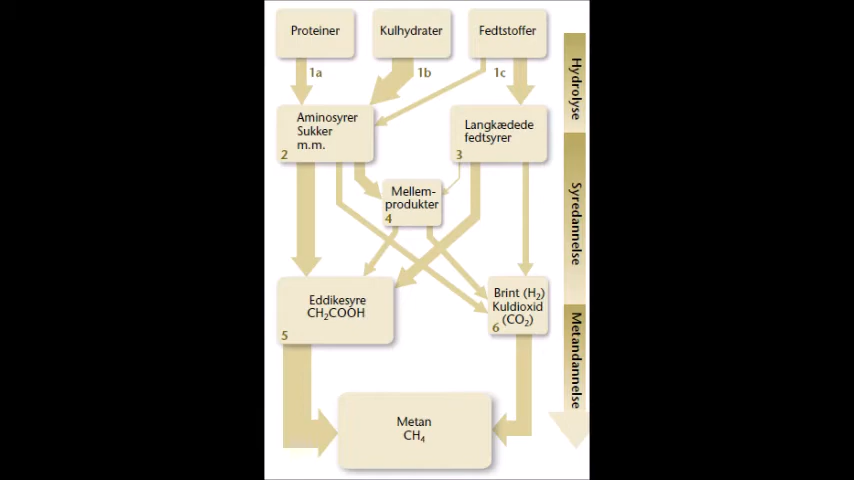 Proteiner
Kulhydrater
Fedtstoffer
1a
1b
1c
Hydrolyse
Aminosyrer
Sukker
m.m.
2
Langkædede
fedtsyrer
3
Mellem-
produkter
4
Syredannelse
Eddikesyre
CH₂COOH
5
Brint (H₂)
Kuldioxid
(CO₂)
6
Metandannelse
Metan
CH₄